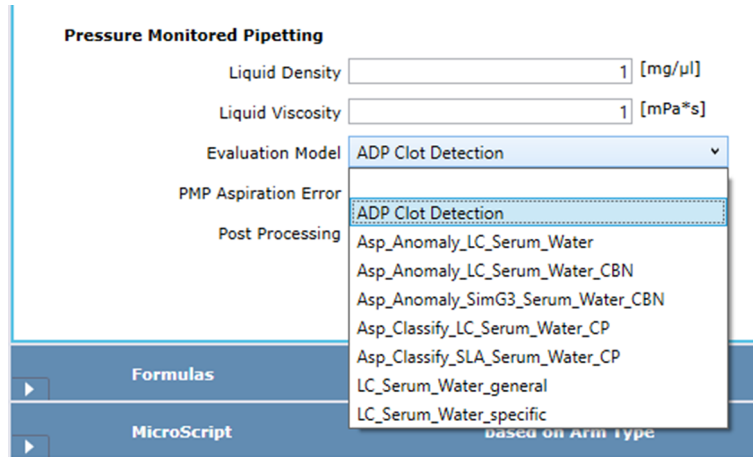 Pressure Monitored Pipetting
Liquid Density 1 [mg/µl]
Liquid Viscosity 1 [mPa*s]
Evaluation Model ADP Clot Detection
PMP Aspiration Error
ADP Clot Detection
Post Processing
Asp_Anomaly_LC_Serum_Water
Asp_Anomaly_LC_Serum_Water_CBN
Asp_Anomaly_SimG3_Serum_Water_CBN
Asp_Classify_LC_Serum_Water_CP
Asp_Classify_SLA_Serum_Water_CP
Formulas
LC_Serum_Water_general
LC_Serum_Water_specific
MicroScript based on Arm Type